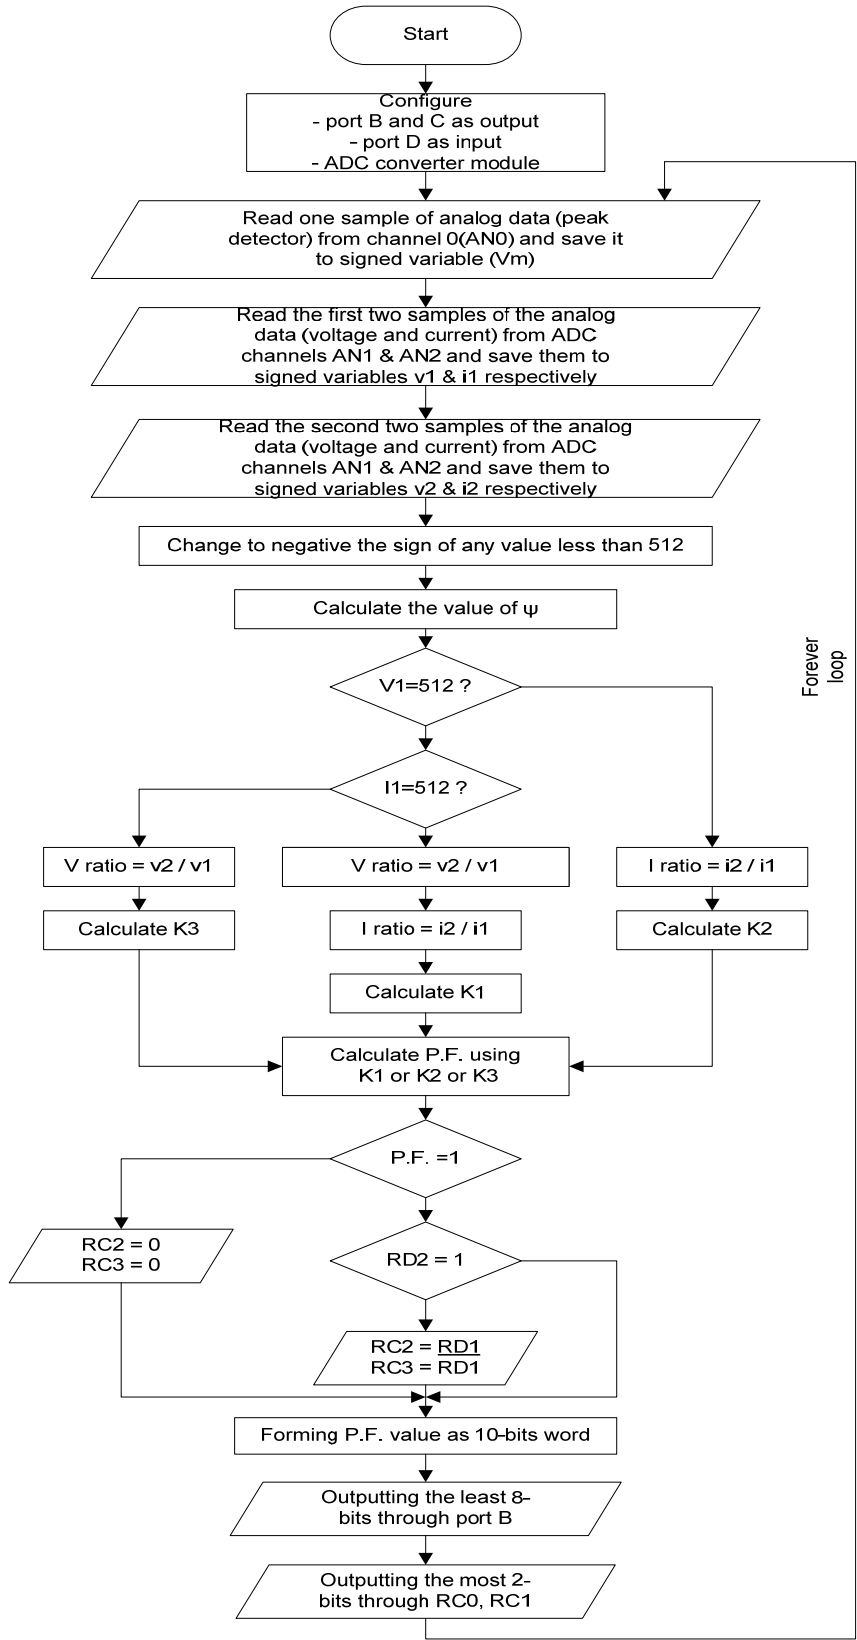 Start
Configure
- port B and C as output
- port D as input
- ADC converter module
Read one sample of analog data (peak
detector) from channel 0(AN0) and save it
to signed variable (Vm)
Read the first two samples of the analog
data (voltage and current) from ADC
channels AN1 & AN2 and save them to
signed variables v1 & i1 respectively
Read the second two samples of the analog
data (voltage and current) from ADC
channels AN1 & AN2 and save them to
signed variables v2 & i2 respectively
Change to negative the sign of any value less than 512
Calculate the value of ψ
V1=512 ?
Forever
loop
I1=512 ?
V ratio = v2 / v1
V ratio = v2 / v1
I ratio = i2 / i1
Calculate K3
I ratio = i2 / i1
Calculate K2
Calculate K1
Calculate P.F. using
K1 or K2 or K3
P.F. =1
RC2 = 0
RC3 = 0
RD2 = 1
RC2 = RD1
RC3 = RD1
Forming P.F. value as 10-bits word
Outputting the least 8-
bits through port B
Outputting the most 2-
bits through RC0, RC1